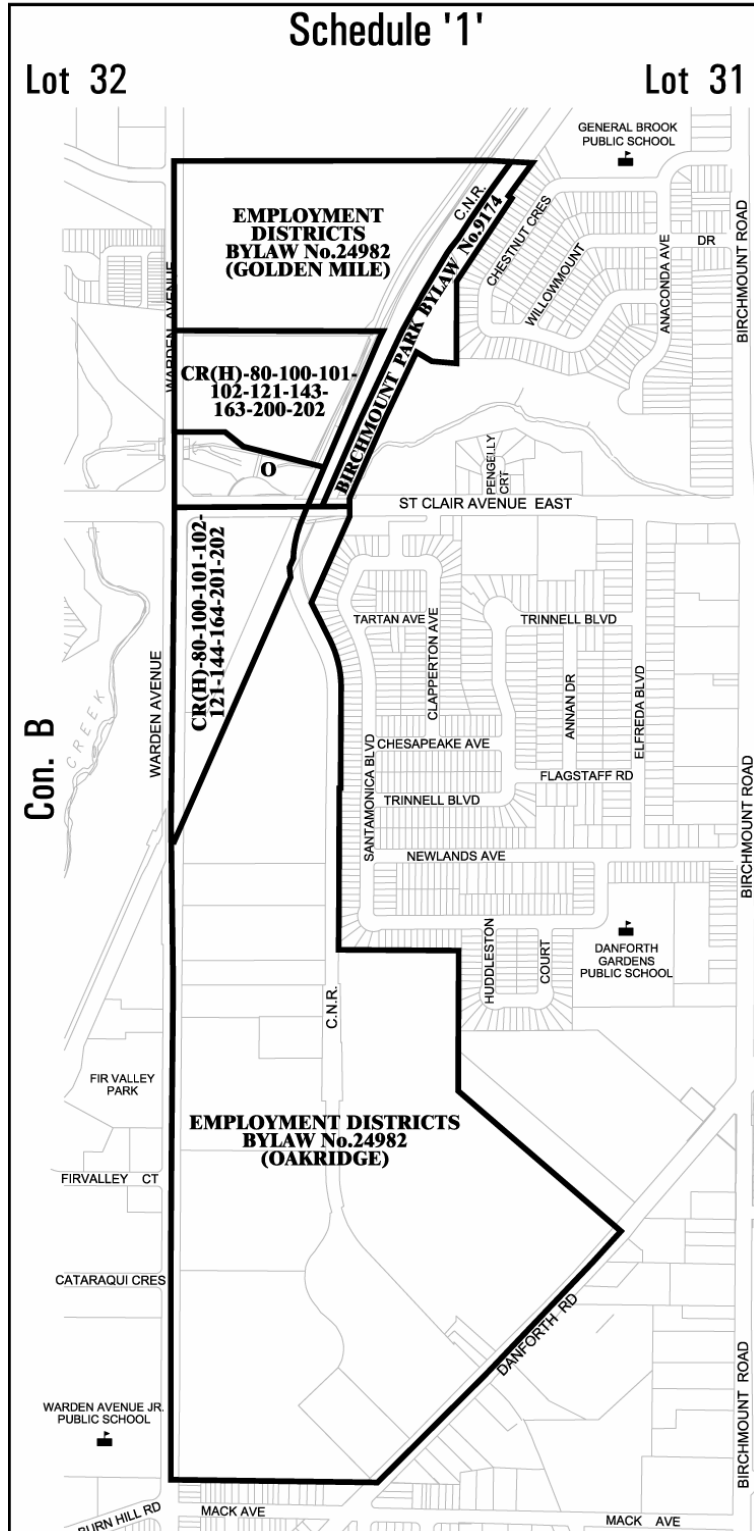 Schedule '1'
Lot 32
Lot 31
GENERAL BROOK
PUBLIC SCHOOL
C.N.R.
EMPLOYMENT
DISTRICTS
BYLAW No.24982
(GOLDEN MILE)
BIRCHMOUNT PARK BYLAW No.9174
CHESTNUT CRES
WILLOWMOUNT
DR
ANACONDA AVE
BIRCHMOUNT ROAD
WARDEN AVENUE
CR(H)-80-100-101-
102-121-143-
163-200-202
O
PENGELLY
CRT
ST CLAIR AVENUE EAST
CR(H)-80-100-101-102-
121-144-164-201-202
TARTAN AVE
CLAPPERTON AVE
TRINNELL BLVD
ANNAN DR
ELFREDA BLVD
WARDEN AVENUE
CREEK
Con. B
SANTAMONICA BLVD
CHESAPEAKE AVE
FLAGSTAFF RD
TRINNELL BLVD
BIRCHMOUNT ROAD
NEWLANDS AVE
HUDDLESTON
COURT
DANFORTH
GARDENS
PUBLIC SCHOOL
C.N.R.
FIR VALLEY
PARK
EMPLOYMENT DISTRICTS
BYLAW No.24982
(OAKRIDGE)
FIRVALLEY CT
CATARAQUI CRES
DANFORTH RD
BIRCHMOUNT ROAD
WARDEN AVENUE JR.
PUBLIC SCHOOL
BURN HILL RD
MACK AVE
MACK AVE